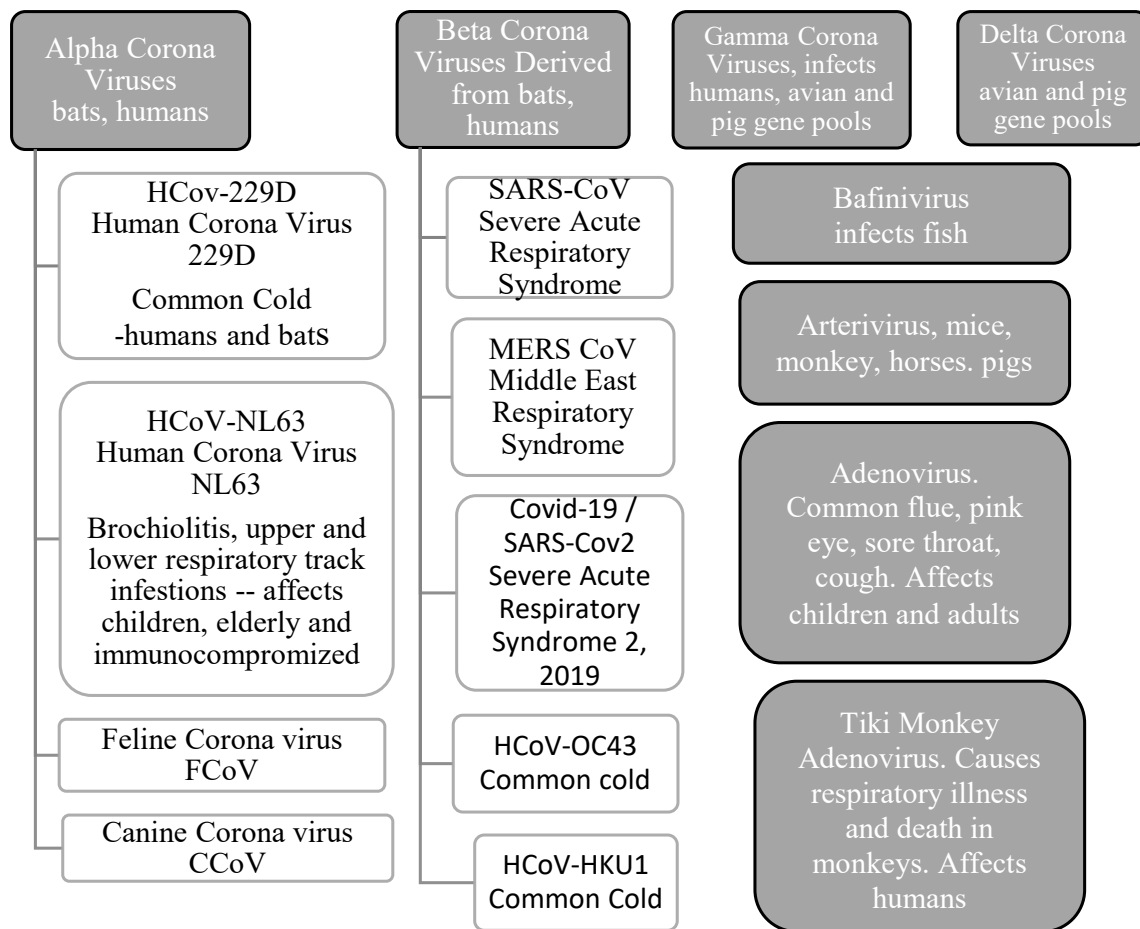 Alpha Corona
Viruses
bats, humans
HCov-229D
Human Corona Virus
229D
Common Cold
-humans and bats
HCoV-NL63
Human Corona Virus
NL63
Brochiolitis, upper and
lower respiratory track
infestions -- affects
children, elderly and
immunocompromized
Feline Corona virus
FCoV
Canine Corona virus
CCoV
Beta Corona
Viruses Derived
from bats,
humans
SARS-CoV
Severe Acute
Respiratory
Syndrome
MERS CoV
Middle East
Respiratory
Syndrome
Covid-19 /
SARS-Cov2
Severe Acute
Respiratory
Syndrome 2,
2019
HCoV-OC43
Common cold
HCoV-HKU1
Common Cold
Gamma Corona
Viruses, infects
humans, avian and
pig gene pools
Delta Corona
Viruses
avian and pig
gene pools
Bafinivirus
infects fish
Arterivirus, mice,
monkey, horses. pigs
Adenovirus.
Common flue, pink
eye, sore throat,
cough. Affects
children and adults
Tiki Monkey
Adenovirus. Causes
respiratory illness
and death in
monkeys. Affects
humans